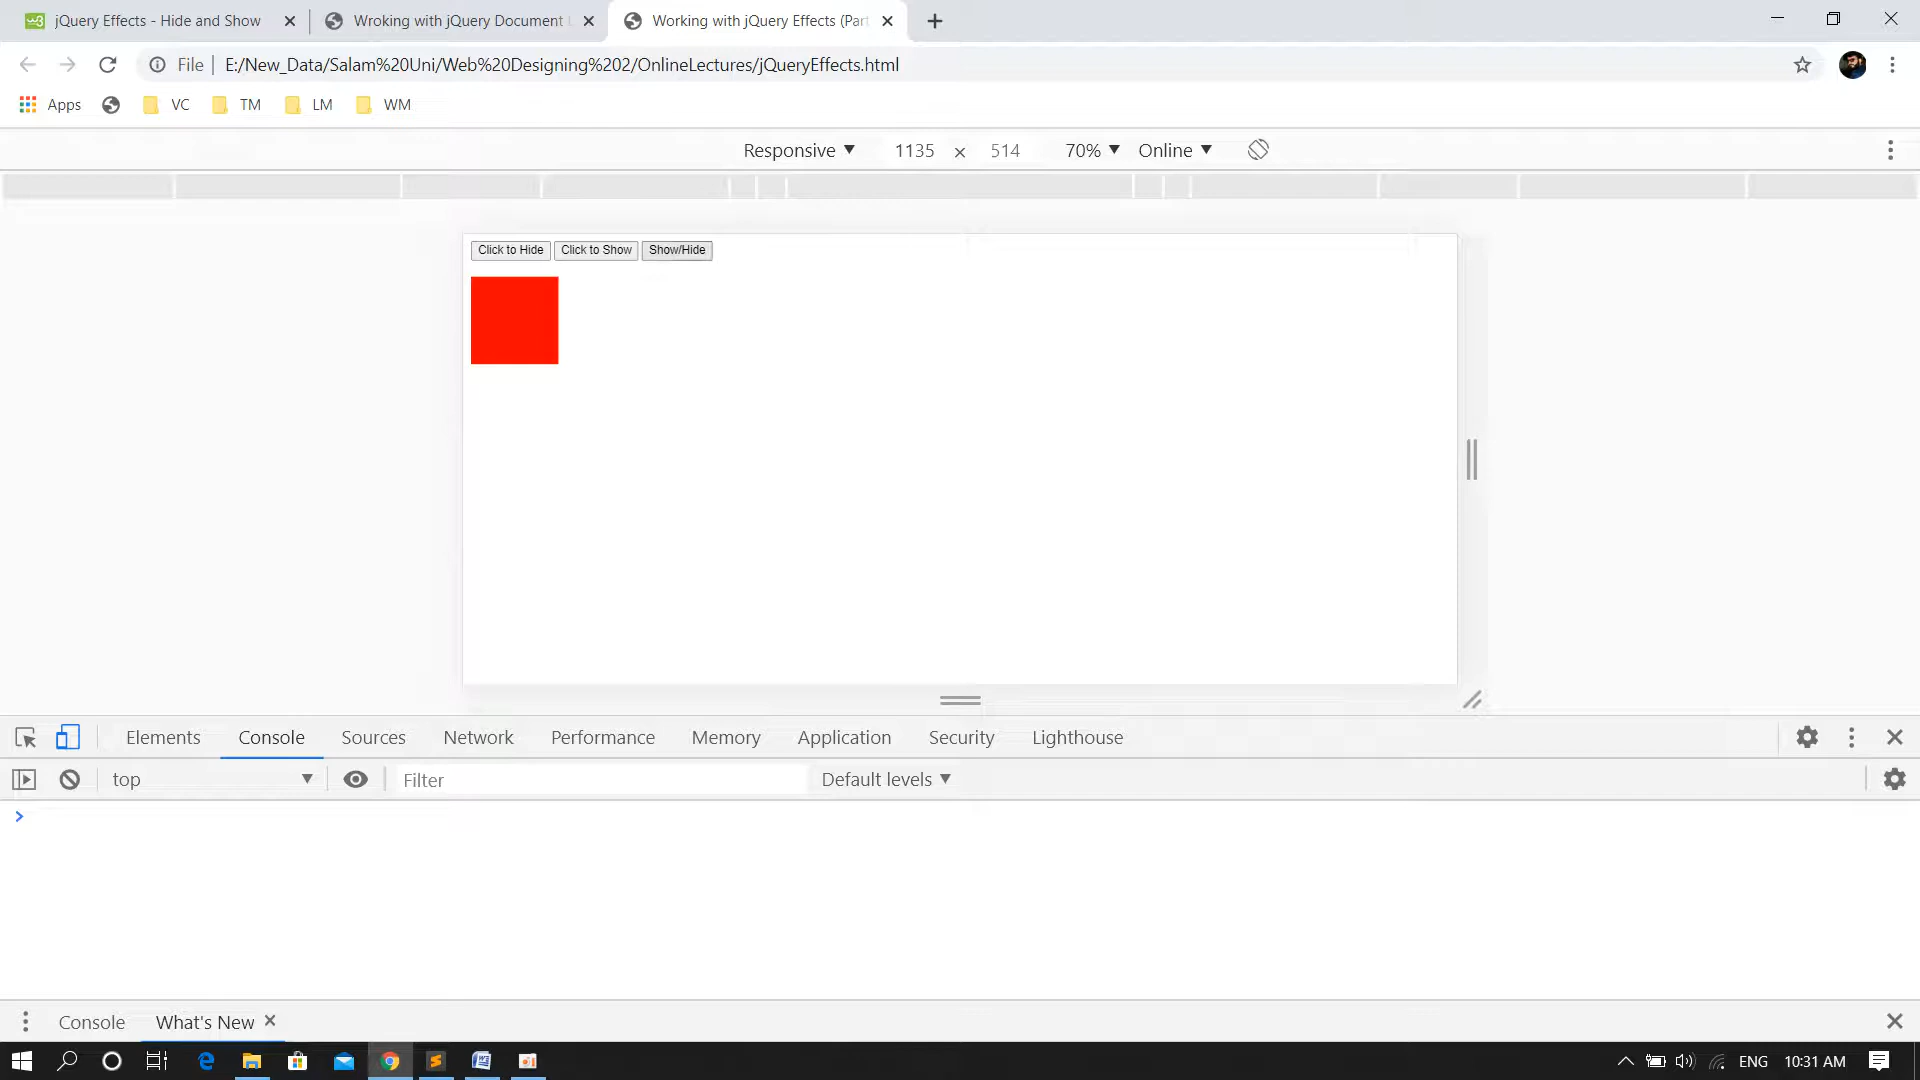 jQuery Effects - Hide and Show
Wroking with jQuery Document
Working with jQuery Effects (Part
File
E:/New_Data/Salam%20Uni/Web%20Designing%202/OnlineLectures/jQueryEffects.html
Apps VC TM LM WM
Responsive 1135 × 514 70% Online
Click to Hide Click to Show Show/Hide
Elements Console Sources Network Performance Memory Application Security Lighthouse
top Filter Default levels
Console What's New
ENG 10:31 AM